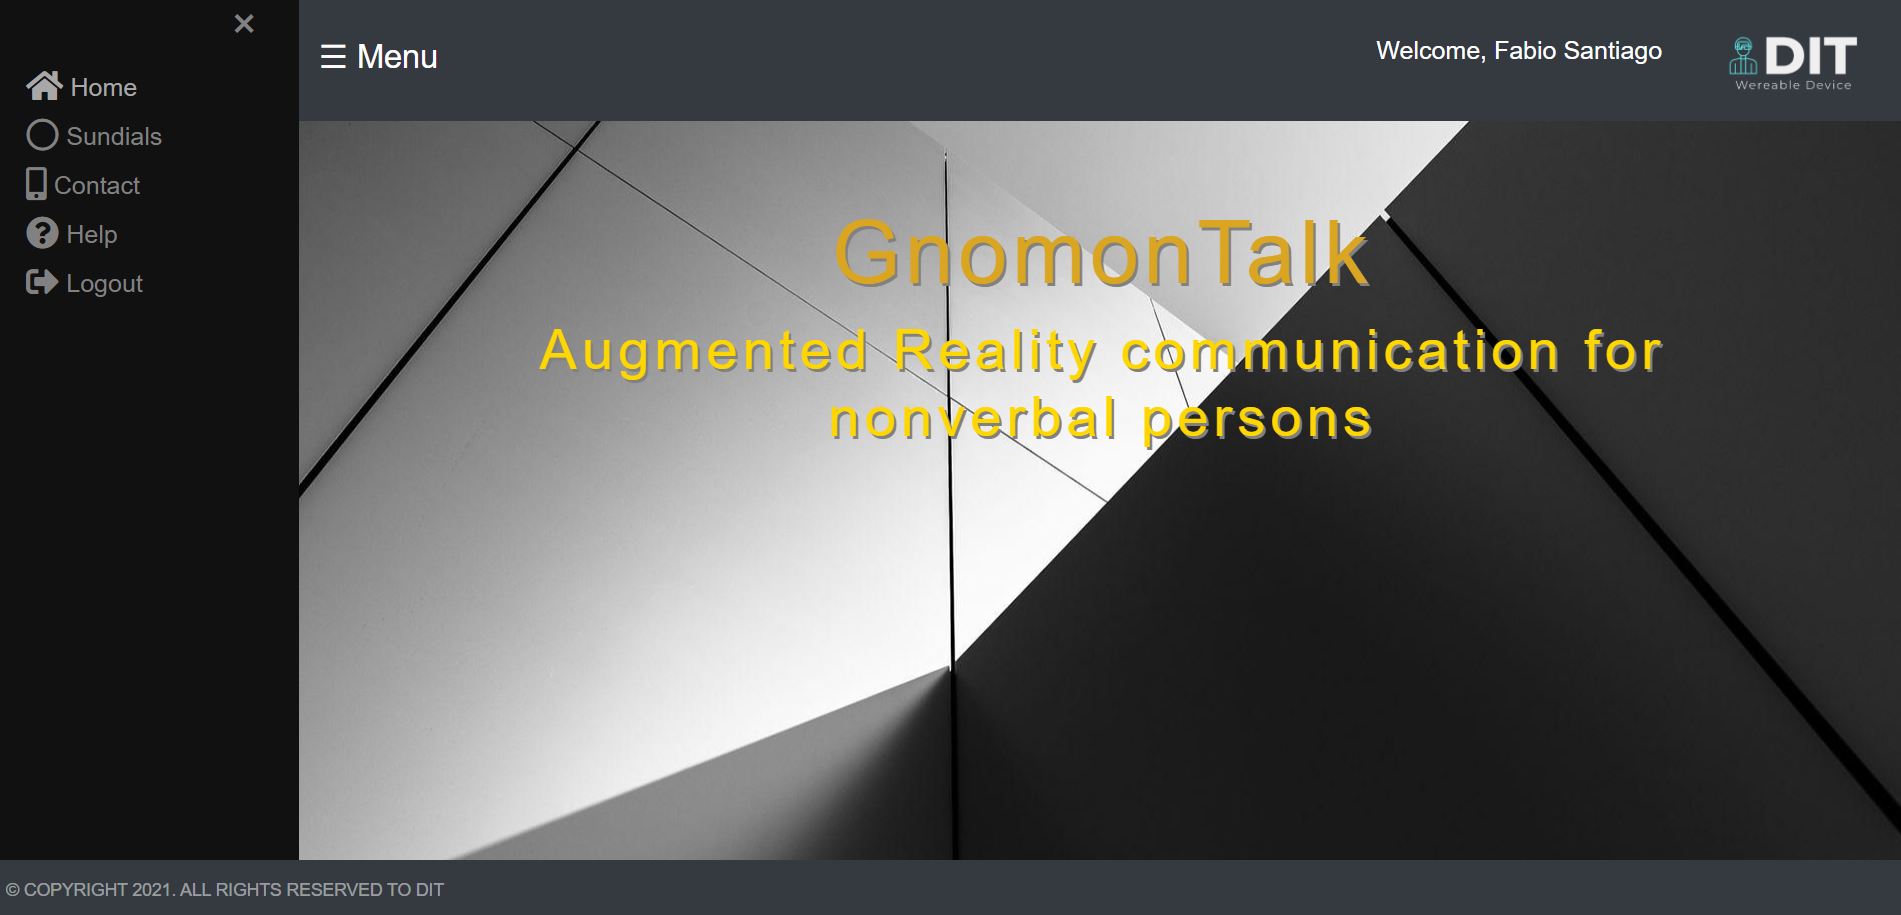 ×
☰ Menu
Welcome, Fabio Santiago
DIT
Wereable Device
Home
Sundials
Contact
Help
Logout
GnomonTalk
Augmented Reality communication for
nonverbal persons
© COPYRIGHT 2021. ALL RIGHTS RESERVED TO DIT